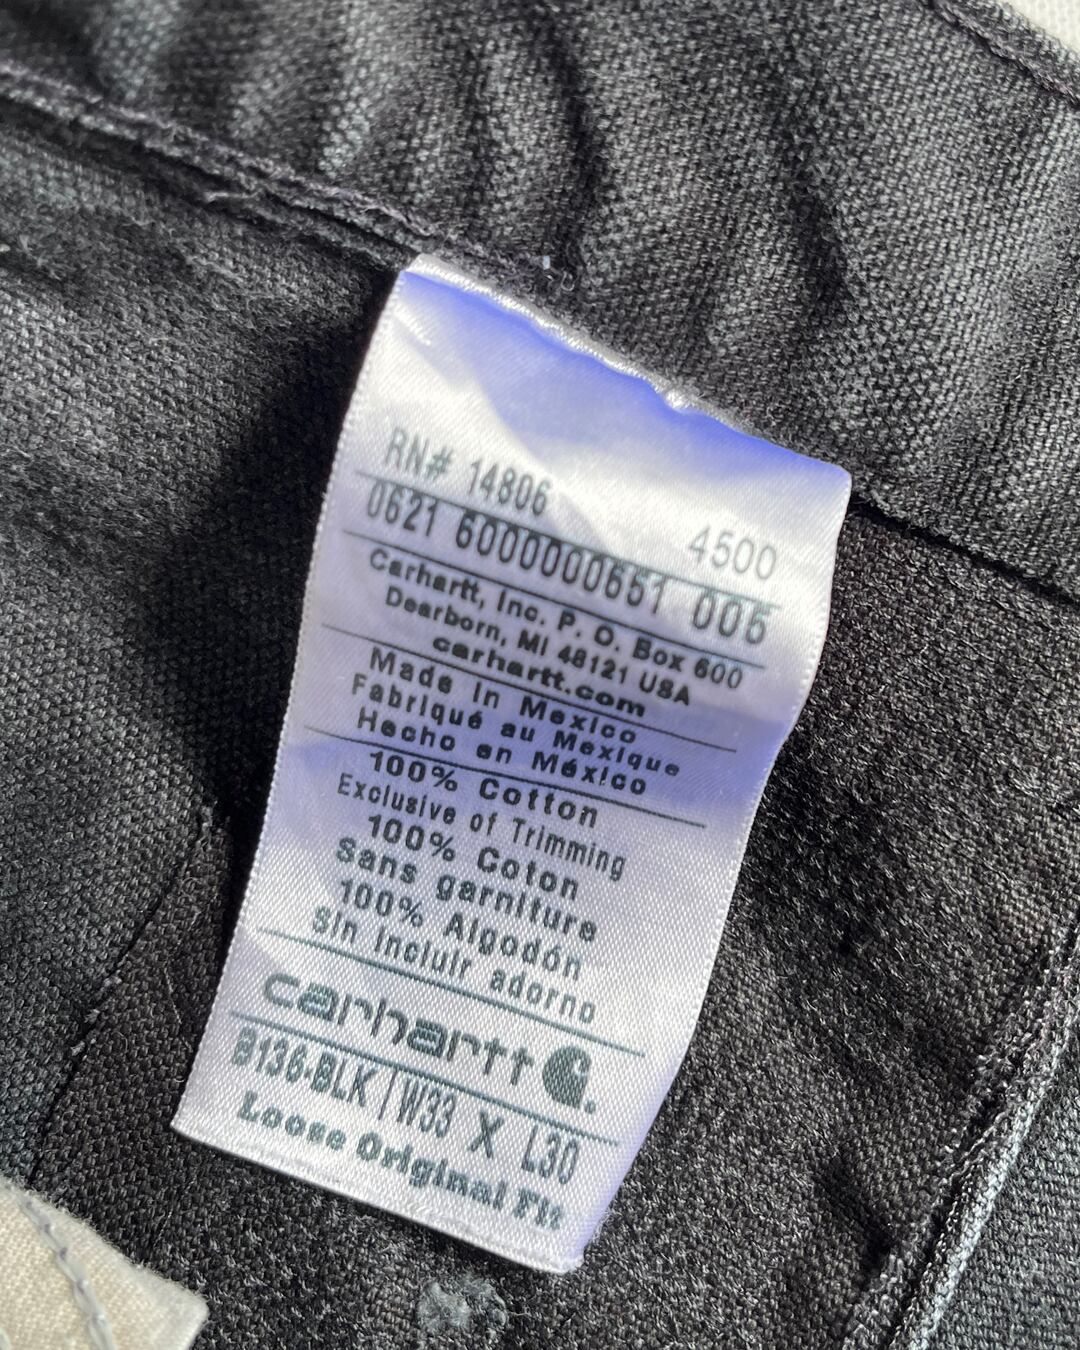 RN# 14806 4500
0621 6000000651 006
Carhartt, Inc. P. O. Box 600
Dearborn, MI 48121 USA
carhartt.com
Made in Mexico
Fabriqué au Mexique
Hecho en México
100% Cotton
Exclusive of Trimming
100% Coton
Sans garniture
100% Algodón
Sin incluir adorno
carhartt
B136-BLK | W33 X L30
Loose Original Fit